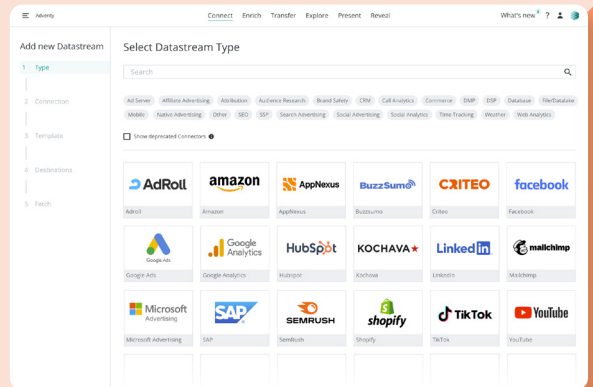 Adverity Connect Enrich Transfer Explore Present Reveal What's new ?
Add new Datastream
1 Type
2 Connection
3 Template
4 Destinations
5 Fetch
Select Datastream Type
Search
Ad Server Affiliate Advertising Attribution Audience Research Brand Safety CRM Call Analytics Commerce DMP DSP Database File/Datalake
Mobile Native Advertising Other SEO SSP Search Advertising Social Advertising Social Analytics Time Tracking Weather Web Analytics
Show deprecated Connectors
AdRoll amazon AppNexus BuzzSumo CRITEO facebook
Adroll Amazon AppNexus Buzzsumo Criteo Facebook
Google Ads Google Analytics HubSpot KOCHAVA LinkedIn mailchimp
Google Ads Google Analytics Hubspot Kochava LinkedIn Mailchimp
Microsoft Advertising SAP SEMRUSH shopify TikTok YouTube
Microsoft Advertising SAP SemRush Shopify TikTok YouTube